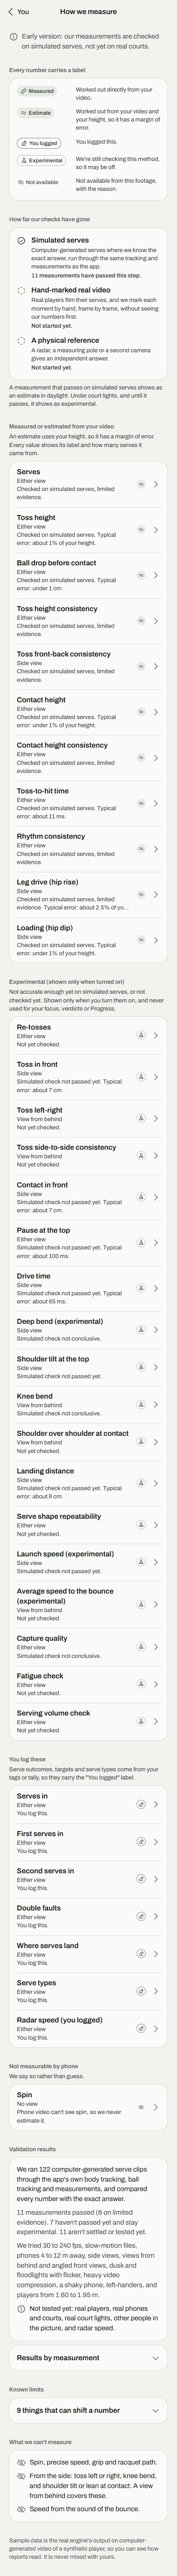 You
How we measure
Early version: our measurements are checked
on simulated serves, not yet on real courts.
Every number carries a label
Measured
Worked out directly from your
video.
Estimate
Worked out from your video and
your height, so it has a margin of
error.
You logged
You logged this.
Experimental
We're still checking this method,
so it may be off.
Not available
Not available from this footage,
with the reason.
How far our checks have gone
Simulated serves
Computer-generated serves where we know the
exact answer, run through the same tracking and
measurements as the app.
11 measurements have passed this step.
Hand-marked real video
Real players film their serves, and we mark each
moment by hand, frame by frame, without seeing
our numbers first.
Not started yet.
A physical reference
A radar, a measuring pole or a second camera
gives an independent answer.
Not started yet.
A measurement that passes on simulated serves shows as
an estimate in daylight. Under court lights, and until it
passes, it shows as experimental.
Measured or estimated from your video
An estimate uses your height, so it has a margin of error.
Every value shows its label and how many serves it
came from.
Serves
Either view
Checked on simulated serves, limited
evidence.
Toss height
Either view
Checked on simulated serves. Typical
error: about 1% of your height.
Ball drop before contact
Either view
Checked on simulated serves. Typical
error: under 1 cm.
Toss height consistency
Either view
Checked on simulated serves, limited
evidence.
Toss front-back consistency
Side view
Checked on simulated serves, limited
evidence.
Contact height
Either view
Checked on simulated serves. Typical
error: under 1% of your height.
Contact height consistency
Either view
Checked on simulated serves, limited
evidence.
Toss-to-hit time
Either view
Checked on simulated serves. Typical
error: about 11 ms.
Rhythm consistency
Either view
Checked on simulated serves, limited
evidence.
Leg drive (hip rise)
Side view
Checked on simulated serves, limited
evidence. Typical error: about 2.5% of yo...
Loading (hip dip)
Side view
Checked on simulated serves. Typical
error: under 1% of your height.
Experimental (shown only when turned on)
Not accurate enough yet on simulated serves, or not
checked yet. Shown only when you turn them on, and never
used for your focus, verdicts or Progress.
Re-tosses
Either view
Not yet checked.
Toss in front
Side view
Simulated check not passed yet. Typical
error: about 7 cm.
Toss left-right
View from behind
Not yet checked.
Toss side-to-side consistency
View from behind
Not yet checked.
Contact in front
Side view
Simulated check not passed yet. Typical
error: about 7 cm.
Pause at the top
Either view
Simulated check not passed yet. Typical
error: about 100 ms.
Drive time
Side view
Simulated check not passed yet. Typical
error: about 65 ms.
Deep bend (experimental)
Side view
Simulated check not conclusive.
Shoulder tilt at the top
Side view
Simulated check not passed yet.
Knee bend
View from behind
Simulated check not conclusive.
Shoulder over shoulder at contact
View from behind
Not yet checked.
Landing distance
Side view
Simulated check not passed yet. Typical
error: about 6 cm.
Serve shape repeatability
Either view
Not yet checked.
Launch speed (experimental)
Side view
Simulated check not passed yet.
Average speed to the bounce
(experimental)
View from behind
Not yet checked.
Capture quality
Either view
Simulated check not conclusive.
Fatigue check
Either view
Not yet checked.
Serving volume check
Either view
Not yet checked.
You log these
Serve outcomes, targets and serve types come from your
tags or tally, so they carry the "You logged" label.
Serves in
Either view
You log this.
First serves in
Either view
You log this.
Second serves in
Either view
You log this.
Double faults
Either view
You log this.
Where serves land
Either view
You log this.
Serve types
Either view
You log this.
Radar speed (you logged)
Either view
You log this.
Not measurable by phone
We say so rather than guess.
Spin
No view
Phone video can't see spin, so we never
estimate it.
Validation results
We ran 122 computer-generated serve clips
through the app's own body tracking, ball
tracking and measurements, and compared
every number with the exact answer.
11 measurements passed (6 on limited
evidence). 7 haven't passed yet and stay
experimental. 11 aren't settled or tested yet.
We tried 30 to 240 fps, slow-motion files,
phones 4 to 12 m away, side views, views from
behind and angled front views, dusk and
floodlights with flicker, heavy video
compression, a shaky phone, left-handers, and
players from 1.60 to 1.95 m.
Not tested yet: real players, real phones
and courts, real court lights, other people in
the picture, and radar speed.
Results by measurement
Known limits
9 things that can shift a number
What we can't measure
Spin, precise speed, grip and racquet path.
From the side: toss left or right, knee bend,
and shoulder tilt or lean at contact. A view
from behind covers these.
Speed from the sound of the bounce.
Sample data is the real engine's output on computer-
generated video of a synthetic player, so you can see how
reports read. It is never mixed with yours.